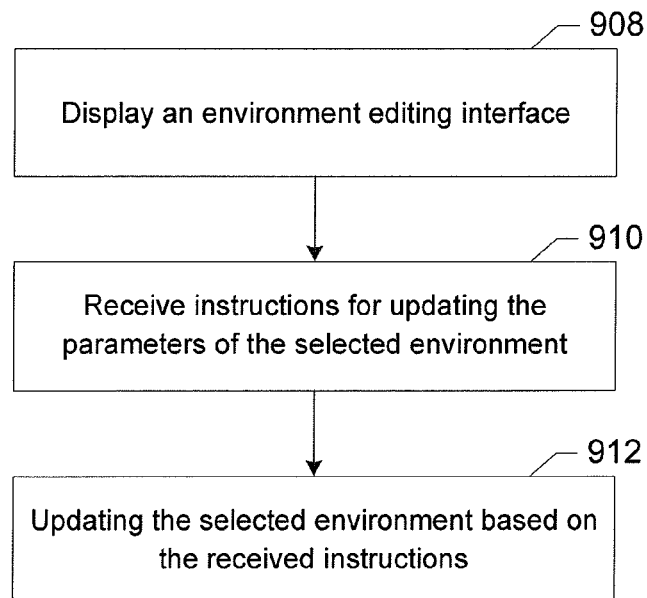 908
Display an environment editing interface
910
Receive instructions for updating the
parameters of the selected environment
912
Updating the selected environment based on
the received instructions